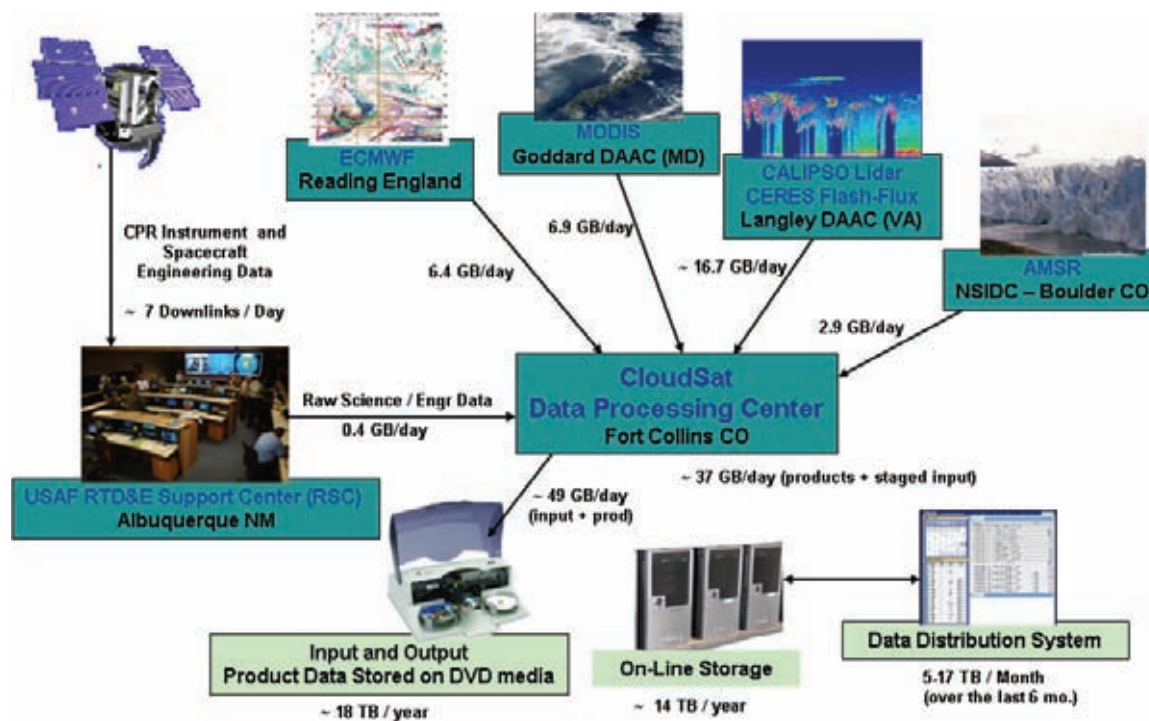 ECMWF
Reading England
MODIS
Goddard DAAC (MD)
CALIPSO Lidar
CERES Flash-Flux
Langley DAAC (VA)
AMSR
NSIDC – Boulder CO
CPR Instrument and
Spacecraft
Engineering Data
~ 7 Downlinks / Day
6.4 GB/day
6.9 GB/day
~ 16.7 GB/day
2.9 GB/day
CloudSat
Data Processing Center
Fort Collins CO
Raw Science / Engr Data
0.4 GB/day
USAF RTD&E Support Center (RSC)
Albuquerque NM
~ 49 GB/day
(input + prod)
~ 37 GB/day (products + staged input)
Input and Output
Product Data Stored on DVD media
~ 18 TB / year
On-Line Storage
~ 14 TB / year
Data Distribution System
5-17 TB / Month
(over the last 6 mo.)